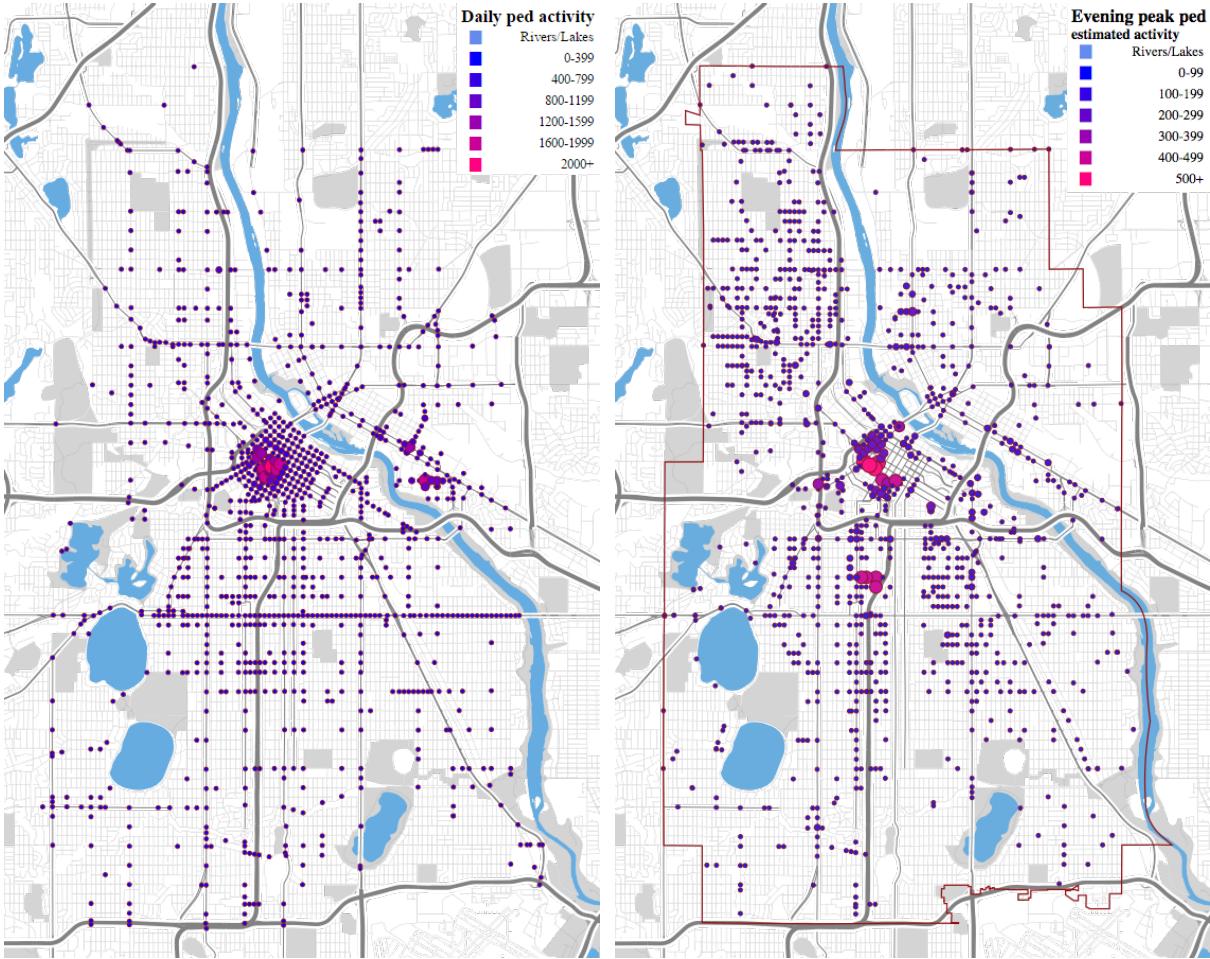 Daily ped activity
Rivers/Lakes
0-399
400-799
800-1199
1200-1599
1600-1999
2000+
Evening peak ped
estimated activity
Rivers/Lakes
0-99
100-199
200-299
300-399
400-499
500+